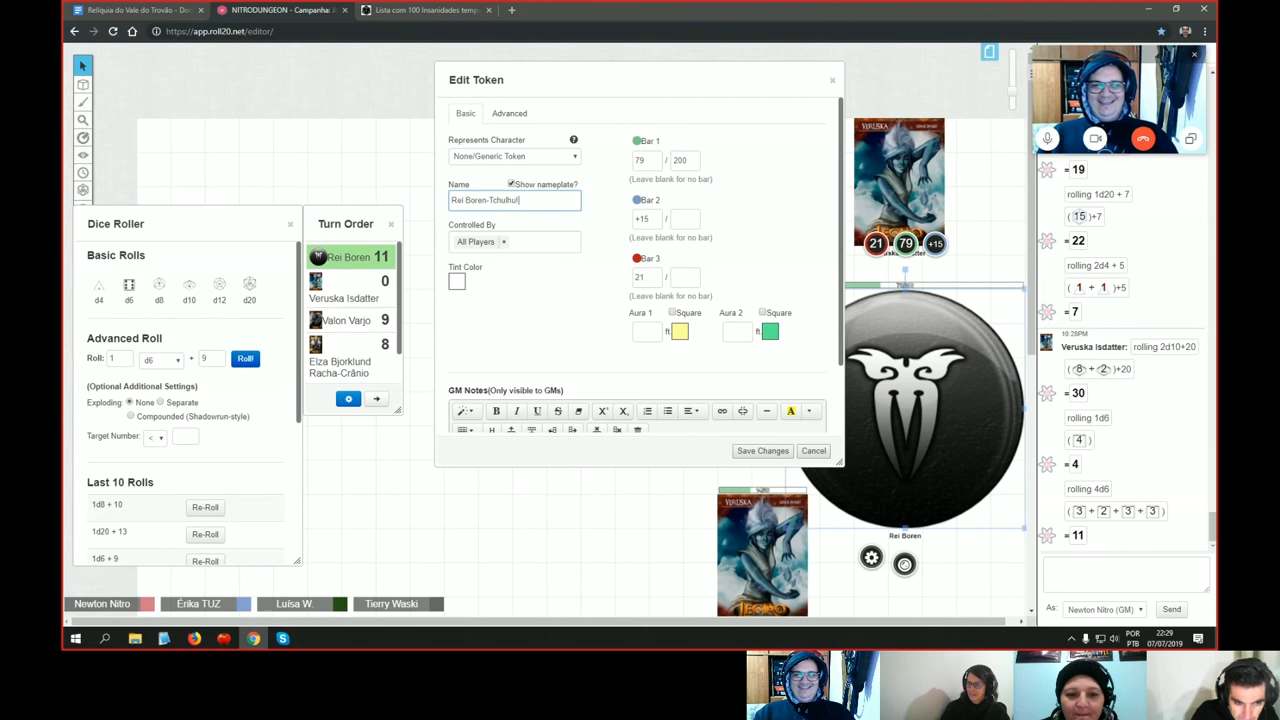 Relíquia do Vale do Trovão - Doc
NITRODUNGEON - Campanha: Jo
Lista com 100 Insanidades tempo
https://app.roll20.net/editor/
Edit Token
Basic
Advanced
Represents Character
None/Generic Token
Name
Show nameplate?
Rei Boren-Tchulhu!
Controlled By
All Players
Tint Color
Bar 1
79 / 200
(Leave blank for no bar)
Bar 2
+15 /
(Leave blank for no bar)
Bar 3
21 /
(Leave blank for no bar)
Aura 1 Square
Aura 2 Square
ft.
GM Notes(Only visible to GMs)
Save Changes
Cancel
Dice Roller
Basic Rolls
d4 d6 d8 d10 d12 d20
Advanced Roll
Roll: 1 d6 + 9 Roll!
(Optional Additional Settings)
Exploding: None Separate
Compounded (Shadowrun-style)
Target Number: <
Last 10 Rolls
1d8 + 10 Re-Roll
1d20 + 13 Re-Roll
1d6 + 9 Re-Roll
Turn Order
Rei Boren 11
Veruska Isdatter 0
Valon Varjo 9
Elza Bjorklund Racha-Crânio 8
VERUSKA
21 79 +15
Rei Boren
VERUSKA
LEGIÃO
= 19
rolling 1d20 + 7
(15)+7
= 22
rolling 2d4 + 5
(1 + 1)+5
= 7
10:28PM
Veruska Isdatter: rolling 2d10+20
(8 + 2)+20
= 30
rolling 1d6
(4)
= 4
rolling 4d6
(3 + 2 + 3 + 3)
= 11
As: Newton Nitro (GM) Send
Newton Nitro
Érika TUZ
Luísa W.
Tierry Waski
POR
PTB
22:29
07/07/2019